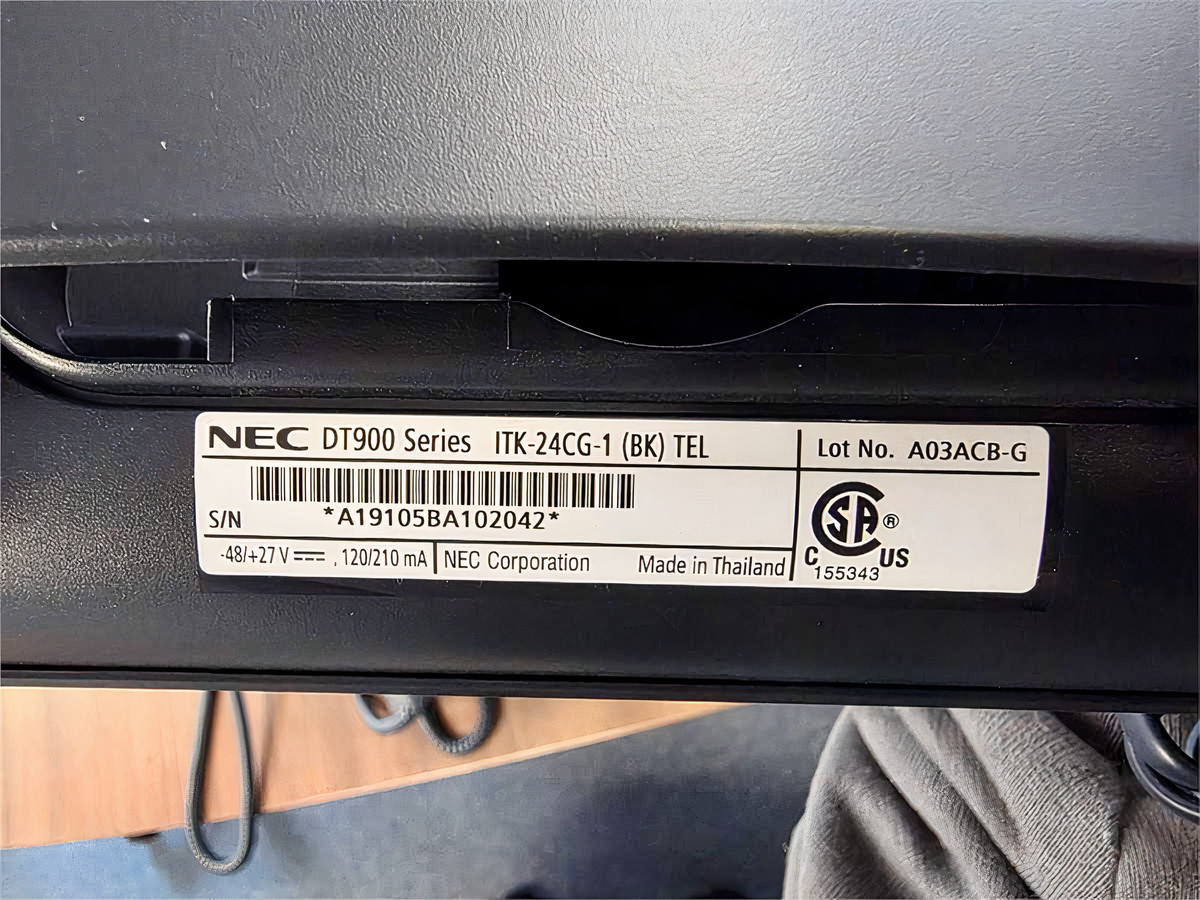 NEC DT900 Series ITK-24CG-1 (BK) TEL
Lot No. A03ACB-G
S/N *A19105BA102042*
-48/+27 V ⎓ , 120/210 mA
NEC Corporation Made in Thailand
CSA ®
C US
155343